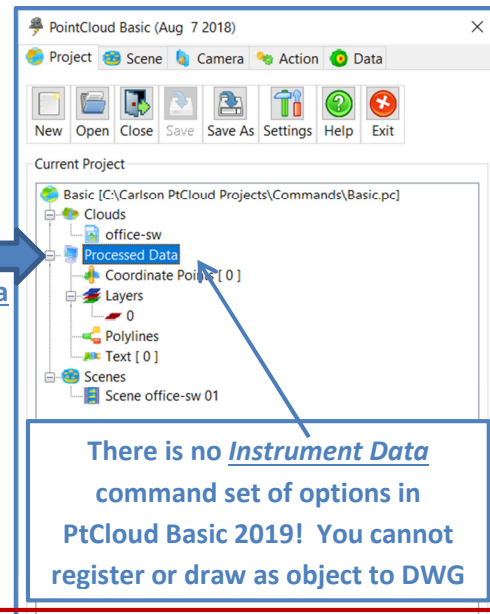 PointCloud Basic (Aug 7 2018)
Project Scene Camera Action Data
New Open Close Save Save As Settings Help Exit
Current Project
Basic [C:\Carlson PtCloud Projects\Commands\Basic.pc]
Clouds
office-sw
Processed Data
Coordinate Points [ 0 ]
a
Layers
0
Polylines
Text [ 0 ]
Scenes
Scene office-sw 01
There is no Instrument Data
command set of options in
PtCloud Basic 2019! You cannot
register or draw as object to DWG